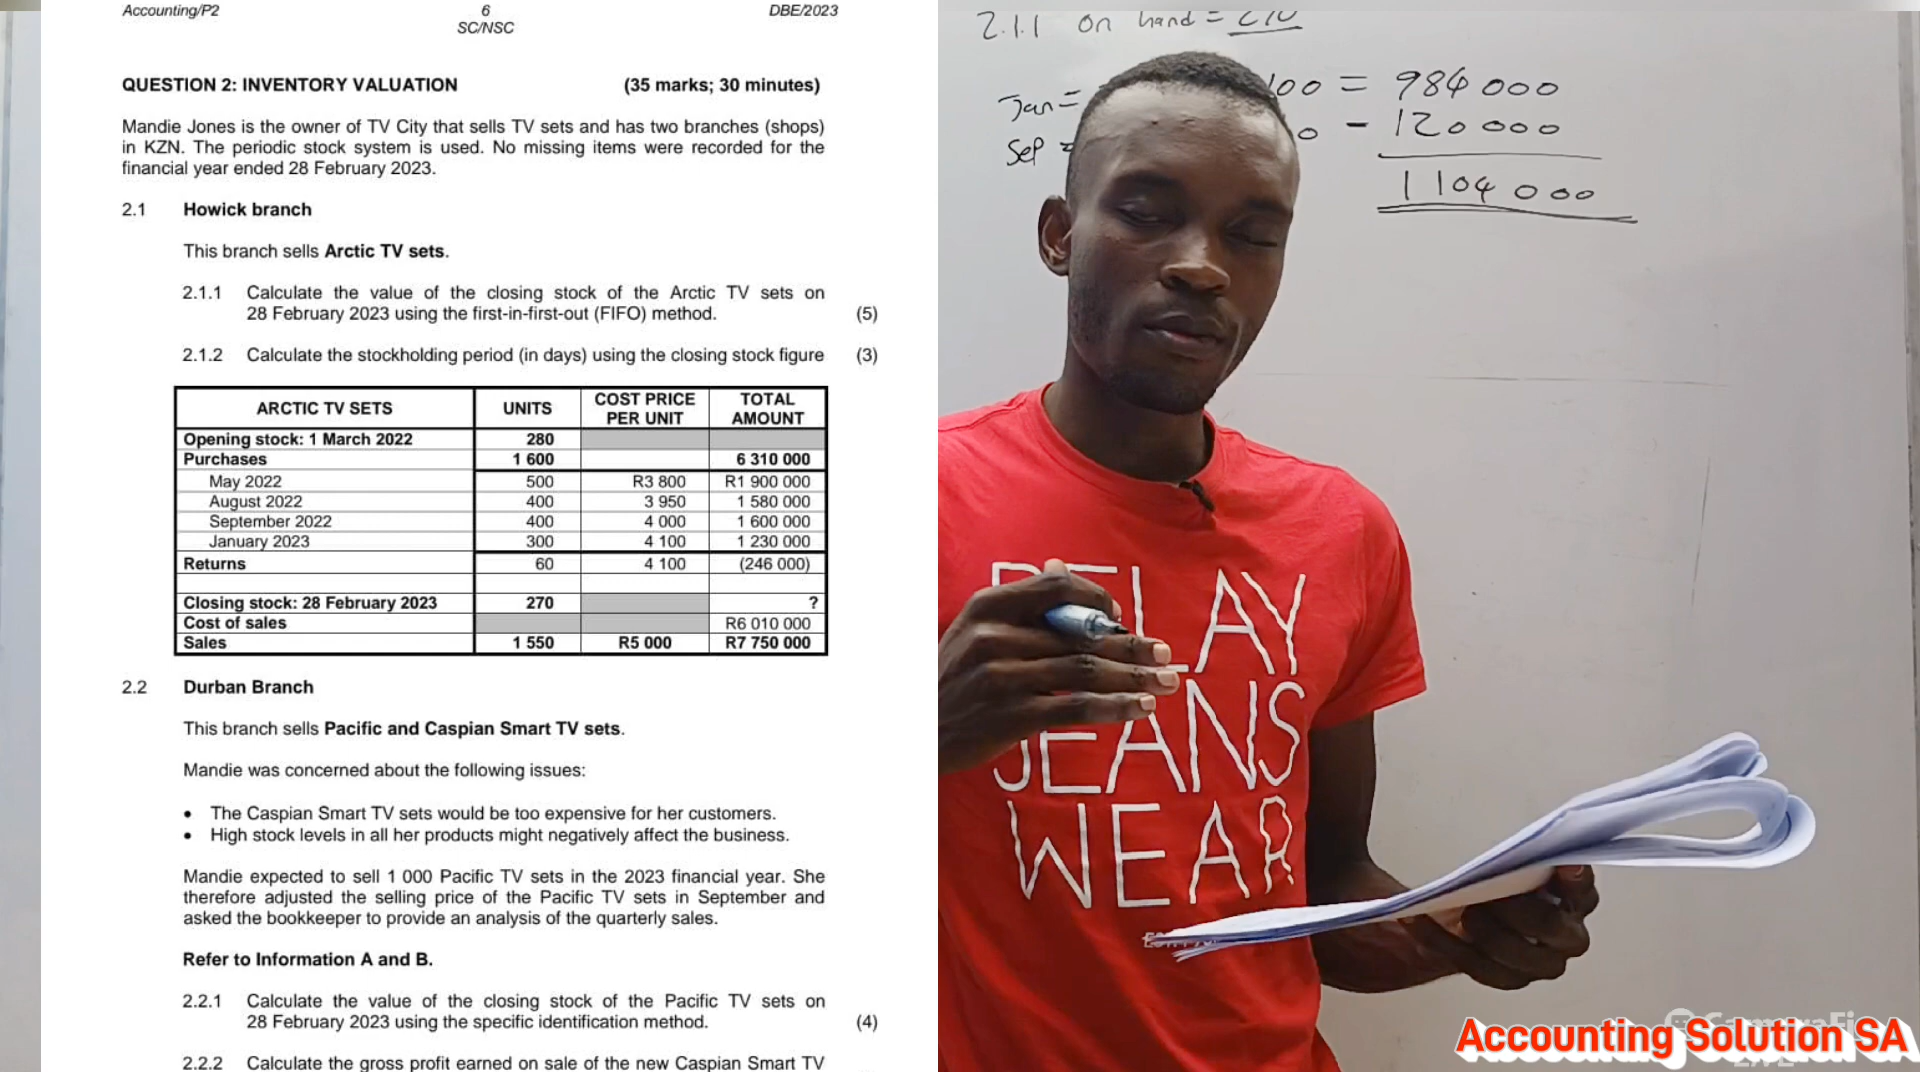 Accounting/P2 6 DBE/2023
SC/NSC
QUESTION 2: INVENTORY VALUATION (35 marks; 30 minutes)
Mandie Jones is the owner of TV City that sells TV sets and has two branches (shops)
in KZN. The periodic stock system is used. No missing items were recorded for the
financial year ended 28 February 2023.
2.1 Howick branch
This branch sells Arctic TV sets.
2.1.1 Calculate the value of the closing stock of the Arctic TV sets on
28 February 2023 using the first-in-first-out (FIFO) method. (5)
2.1.2 Calculate the stockholding period (in days) using the closing stock figure (3)
ARCTIC TV SETS UNITS COST PRICE PER UNIT TOTAL AMOUNT
Opening stock: 1 March 2022 280
Purchases 1 600 6 310 000
May 2022 500 R3 800 R1 900 000
August 2022 400 3 950 1 580 000
September 2022 400 4 000 1 600 000
January 2023 300 4 100 1 230 000
Returns 60 4 100 (246 000)
Closing stock: 28 February 2023 270 ?
Cost of sales R6 010 000
Sales 1 550 R5 000 R7 750 000
2.2 Durban Branch
This branch sells Pacific and Caspian Smart TV sets.
Mandie was concerned about the following issues:
• The Caspian Smart TV sets would be too expensive for her customers.
• High stock levels in all her products might negatively affect the business.
Mandie expected to sell 1 000 Pacific TV sets in the 2023 financial year. She
therefore adjusted the selling price of the Pacific TV sets in September and
asked the bookkeeper to provide an analysis of the quarterly sales.
Refer to Information A and B.
2.2.1 Calculate the value of the closing stock of the Pacific TV sets on
28 February 2023 using the specific identification method. (4)
2.2.2 Calculate the gross profit earned on sale of the new Caspian Smart TV
2.1.1 on hand =
Jan = 100 = 984 000
Sep = 0 - 120 000
1 104 000
JEANS
WEAR
Accounting Solution SA